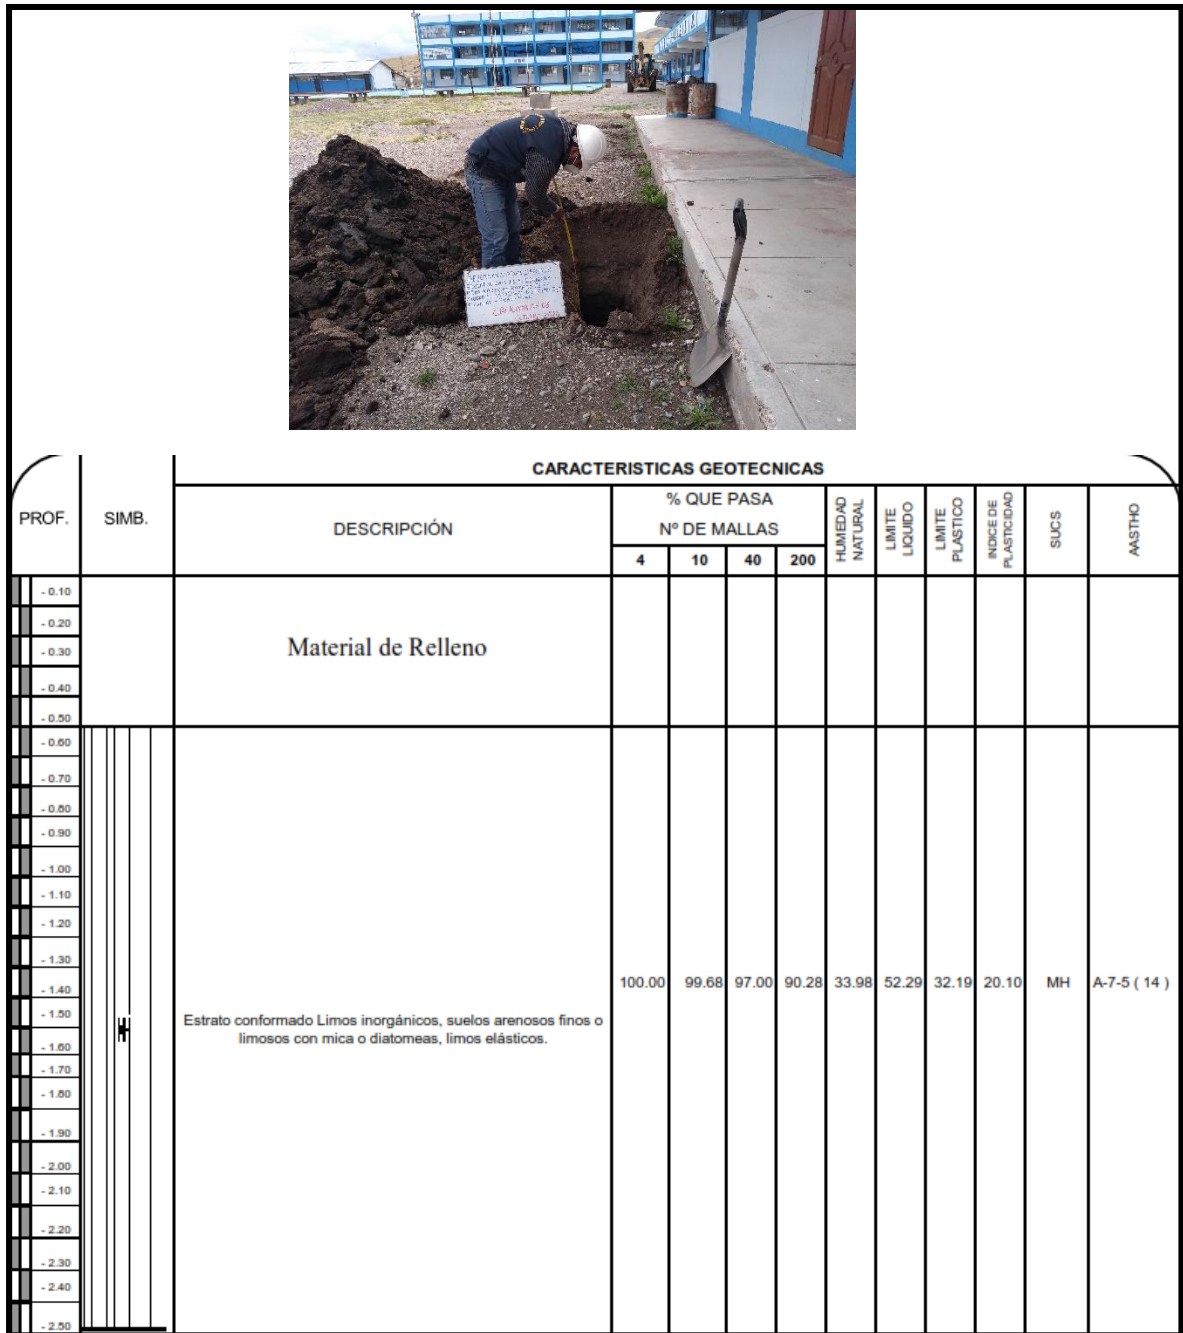 CARACTERISTICAS GEOTECNICAS
PROF.
SIMB.
DESCRIPCIÓN
% QUE PASA
Nº DE MALLAS
4 10 40 200
HUMEDAD
NATURAL
LIMITE
LIQUIDO
LIMITE
PLASTICO
INDICE DE
PLASTICIDAD
SUCS
AASTHO
- 0.10
- 0.20
- 0.30
- 0.40
- 0.50
Material de Relleno
- 0.60
- 0.70
- 0.80
- 0.90
- 1.00
- 1.10
- 1.20
- 1.30
- 1.40
- 1.50
- 1.60
- 1.70
- 1.80
- 1.90
- 2.00
- 2.10
- 2.20
- 2.30
- 2.40
- 2.50
Estrato conformado Limos inorgánicos, suelos arenosos finos o
limosos con mica o diatomeas, limos elásticos.
100.00 99.68 97.00 90.28 33.98 52.29 32.19 20.10 MH A-7-5 ( 14 )